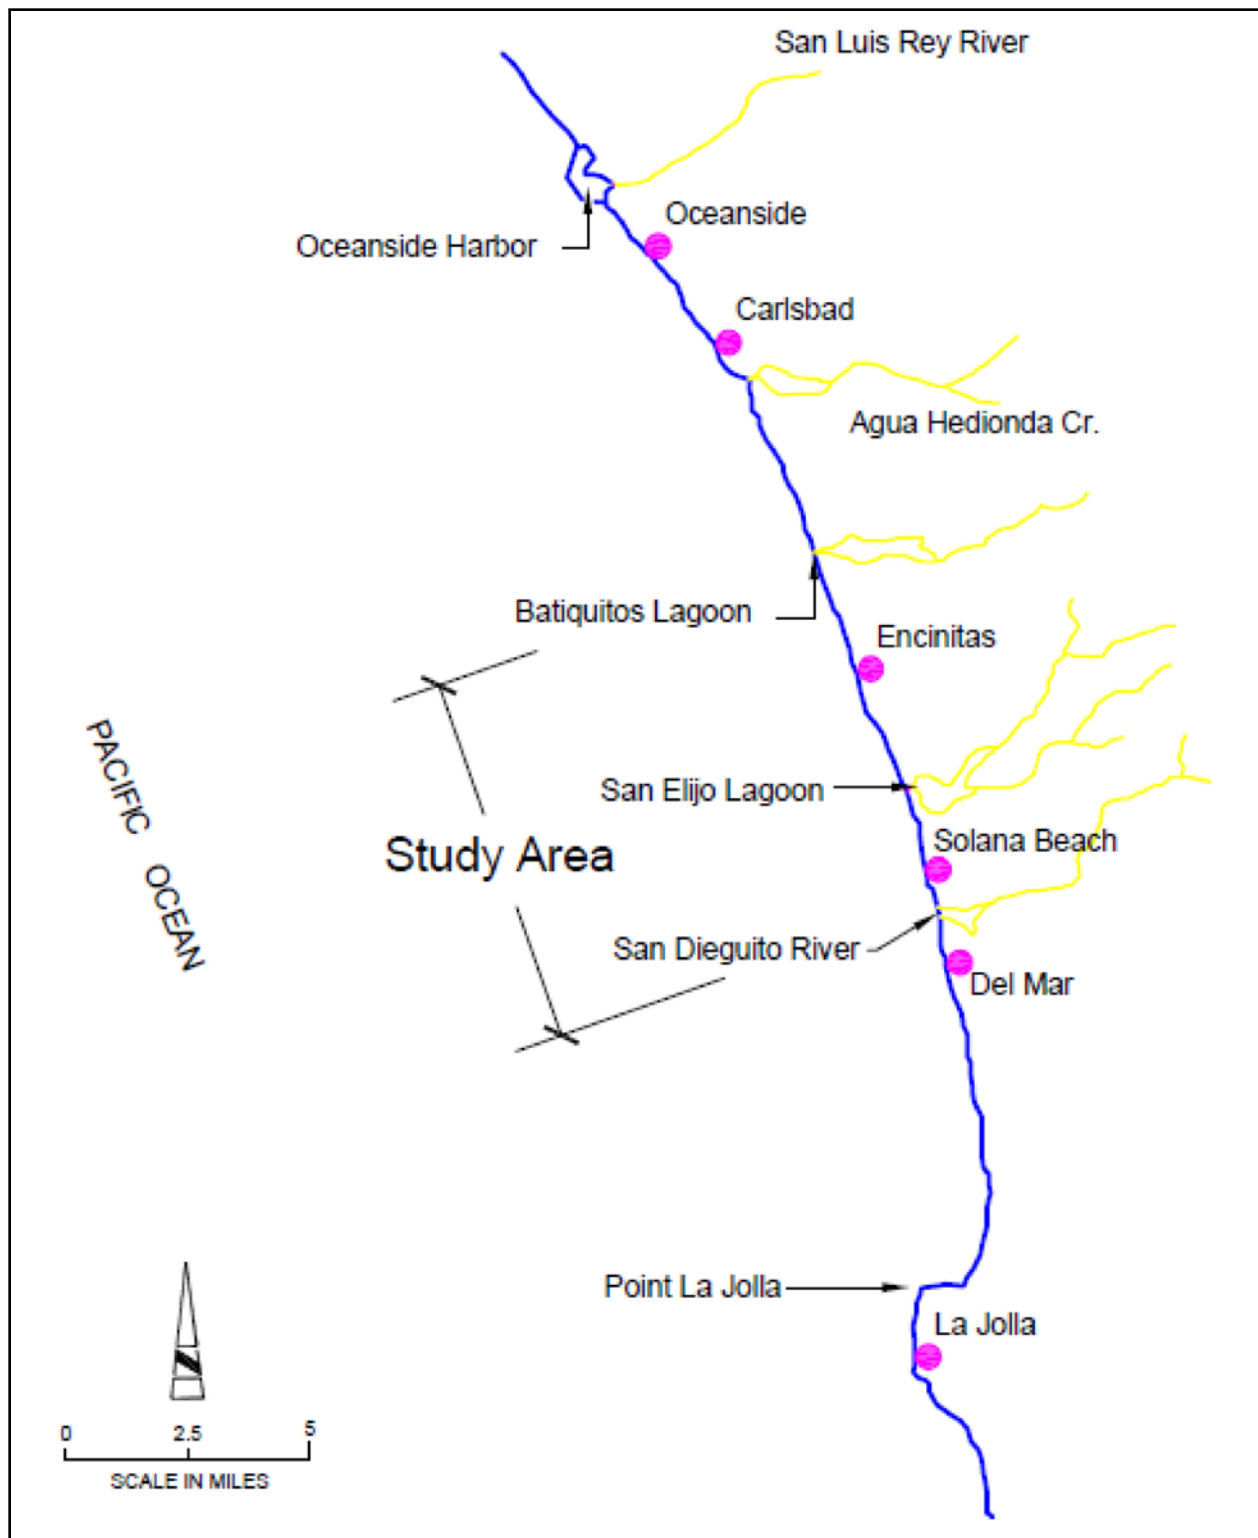 San Luis Rey River
Oceanside
Oceanside Harbor
Carlsbad
Agua Hedionda Cr.
Batiquitos Lagoon
Encinitas
PACIFIC OCEAN
San Elijo Lagoon
Solana Beach
Study Area
San Dieguito River
Del Mar
Point La Jolla
La Jolla
0 2.5 5
SCALE IN MILES